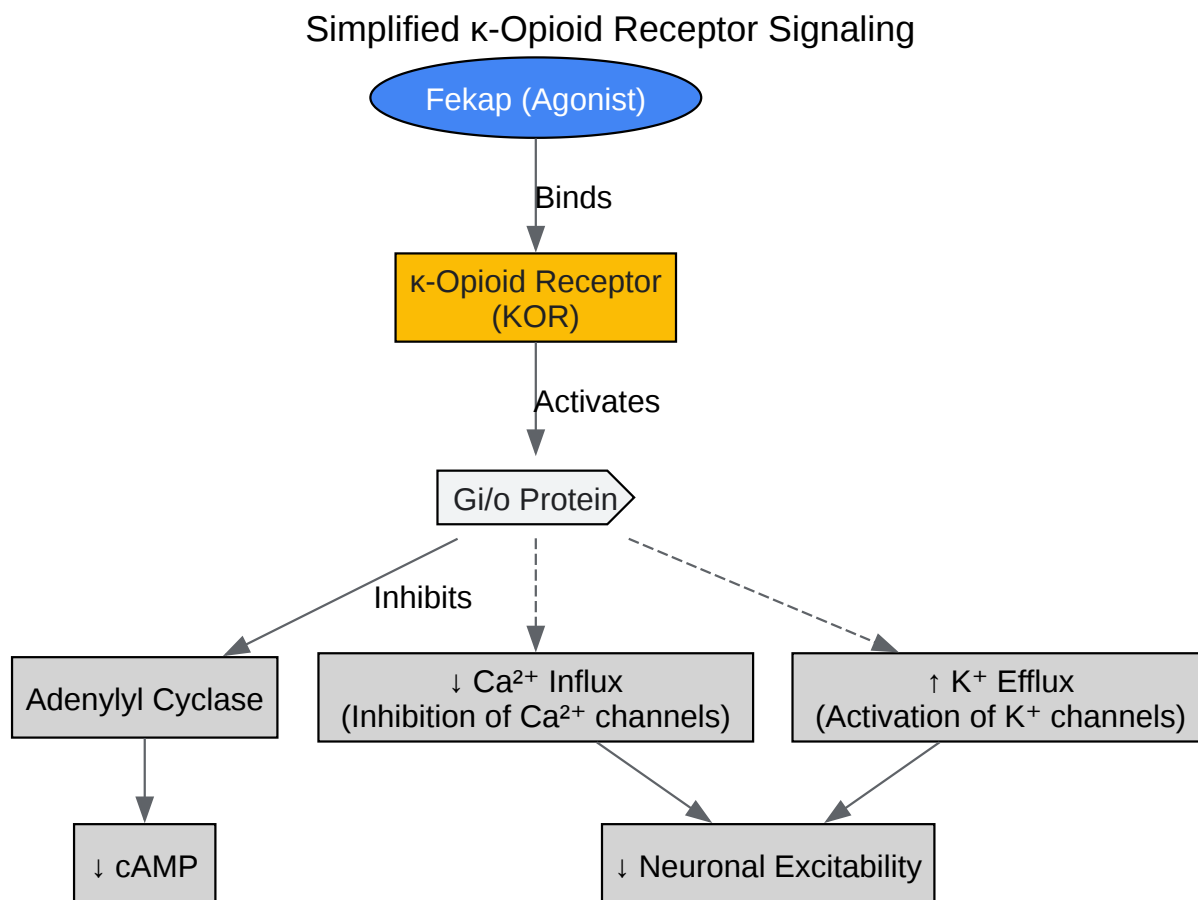 Simplified κ-Opioid Receptor Signaling
Fekap (Agonist)
Binds
κ-Opioid Receptor
(KOR)
Activates
Gi/o Protein
Inhibits
Adenylyl Cyclase
↓ Ca²⁺ Influx
(Inhibition of Ca²⁺ channels)
↑ K⁺ Efflux
(Activation of K⁺ channels)
↓ cAMP
↓ Neuronal Excitability